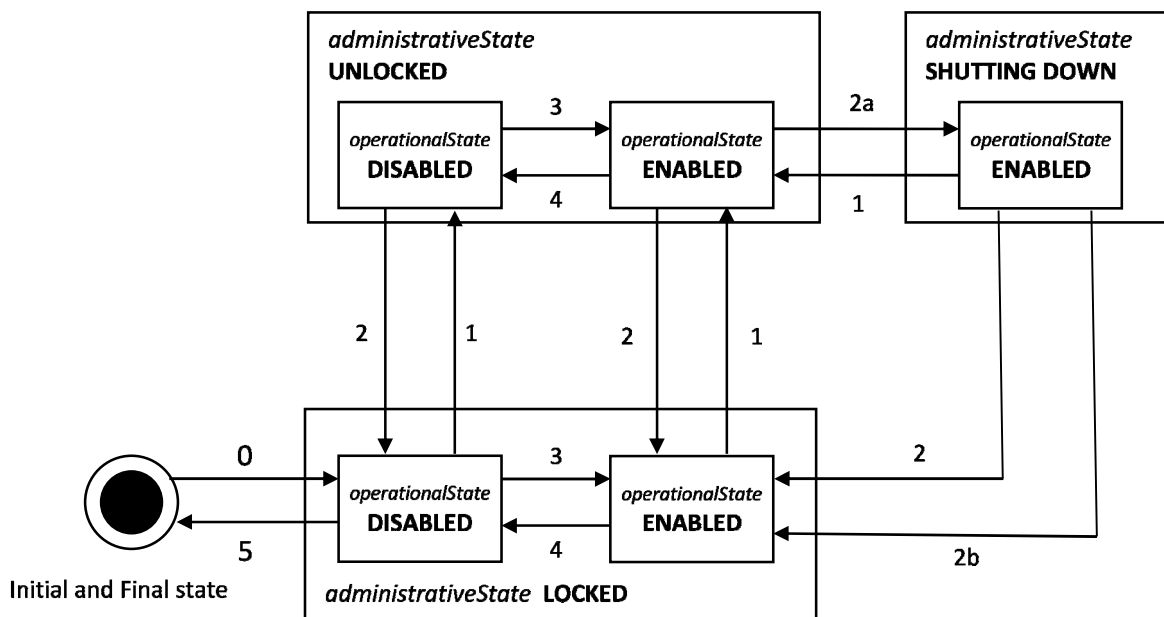 administrativeState
UNLOCKED
administrativeState
SHUTTING DOWN
3
2a
operationalState
DISABLED
operationalState
ENABLED
operationalState
ENABLED
4
1
2
1
2
1
0
3
2
operationalState
DISABLED
operationalState
ENABLED
5
4
2b
Initial and Final state
administrativeState LOCKED